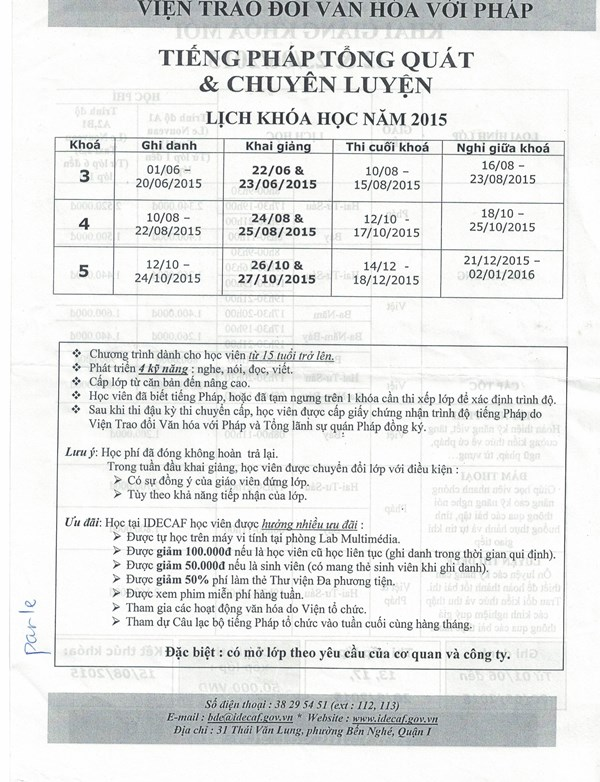 VIỆN TRAO ĐỔI VĂN HÓA VỚI PHÁP
TIẾNG PHÁP TỔNG QUÁT
& CHUYÊN LUYỆN
LỊCH KHÓA HỌC NĂM 2015
Khoá Ghi danh Khai giảng Thi cuối khoá Nghỉ giữa khoá
3 01/06 – 20/06/2015 22/06 & 23/06/2015 10/08 – 15/08/2015 16/08 – 23/08/2015
4 10/08 – 22/08/2015 24/08 & 25/08/2015 12/10 - 17/10/2015 18/10 - 25/10/2015
5 12/10 - 24/10/2015 26/10 & 27/10/2015 14/12 - 18/12/2015 21/12/2015 – 02/01/2016
❖ Chương trình dành cho học viên từ 15 tuổi trở lên.
❖ Phát triển 4 kỹ năng : nghe, nói, đọc, viết.
❖ Cấp lớp từ căn bản đến nâng cao.
❖ Học viên đã biết tiếng Pháp, hoặc đã tạm ngưng trên 1 khóa cần thi xếp lớp để xác định trình độ.
❖ Sau khi thi đậu kỳ thi chuyển cấp, học viên được cấp giấy chứng nhận trình độ tiếng Pháp do
Viện Trao đổi Văn hóa với Pháp và Tổng lãnh sự quán Pháp đồng ký.
Lưu ý: Học phí đã đóng không hoàn trả lại.
Trong tuần đầu khai giảng, học viên được chuyển đổi lớp với điều kiện :
➢ Có sự đồng ý của giáo viên đứng lớp.
➢ Tùy theo khả năng tiếp nhận của lớp.
Ưu đãi: Học tại IDECAF học viên được hưởng nhiều ưu đãi :
➢ Được tự học trên máy vi tính tại phòng Lab Multimédia.
➢ Được giảm 100.000đ nếu là học viên cũ học liên tục (ghi danh trong thời gian qui định).
➢ Được giảm 50.000đ nếu là sinh viên (có mang thẻ sinh viên khi ghi danh).
➢ Được giảm 50% phí làm thẻ Thư viện Đa phương tiện.
➢ Được xem phim miễn phí hàng tuần.
➢ Tham gia các hoạt động văn hóa do Viện tổ chức.
➢ Tham dự Câu lạc bộ tiếng Pháp tổ chức vào tuần cuối cùng hàng tháng.
Đặc biệt : có mở lớp theo yêu cầu của cơ quan và công ty.
parle
Số điện thoại : 38 29 54 51 (ext : 112, 113)
E-mail : bde@idecaf.gov.vn * Website : www.idecaf.gov.vn
Địa chỉ : 31 Thái Văn Lung, phường Bến Nghé, Quận I